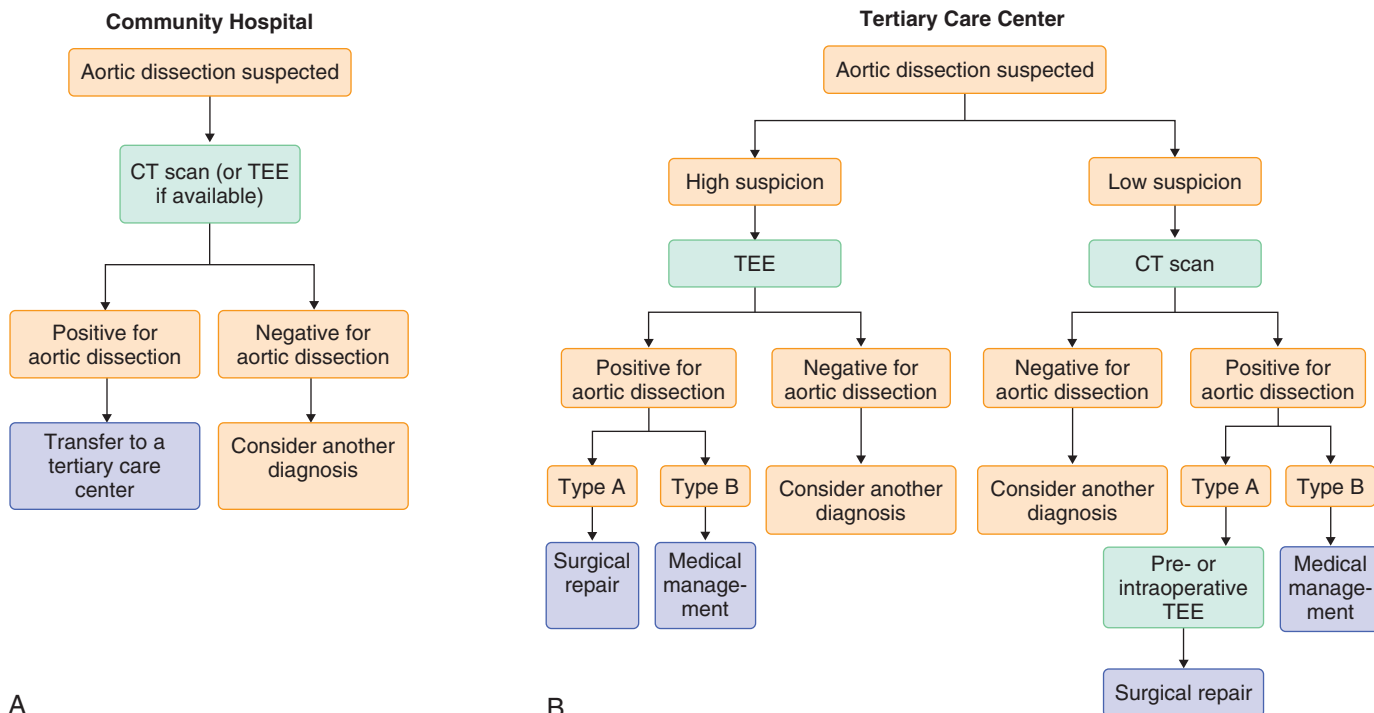 Community Hospital
Aortic dissection suspected
CT scan (or TEE
if available)
Positive for
aortic dissection
Negative for
aortic dissection
Transfer to a
tertiary care
center
Consider another
diagnosis
A
Tertiary Care Center
Aortic dissection suspected
High suspicion
Low suspicion
TEE
CT scan
Positive for
aortic dissection
Negative for
aortic dissection
Negative for
aortic dissection
Positive for
aortic dissection
Type A
Type B
Consider another
diagnosis
Consider another
diagnosis
Type A
Type B
Surgical
repair
Medical
manage-
ment
Pre- or
intraoperative
TEE
Medical
manage-
ment
Surgical repair
B